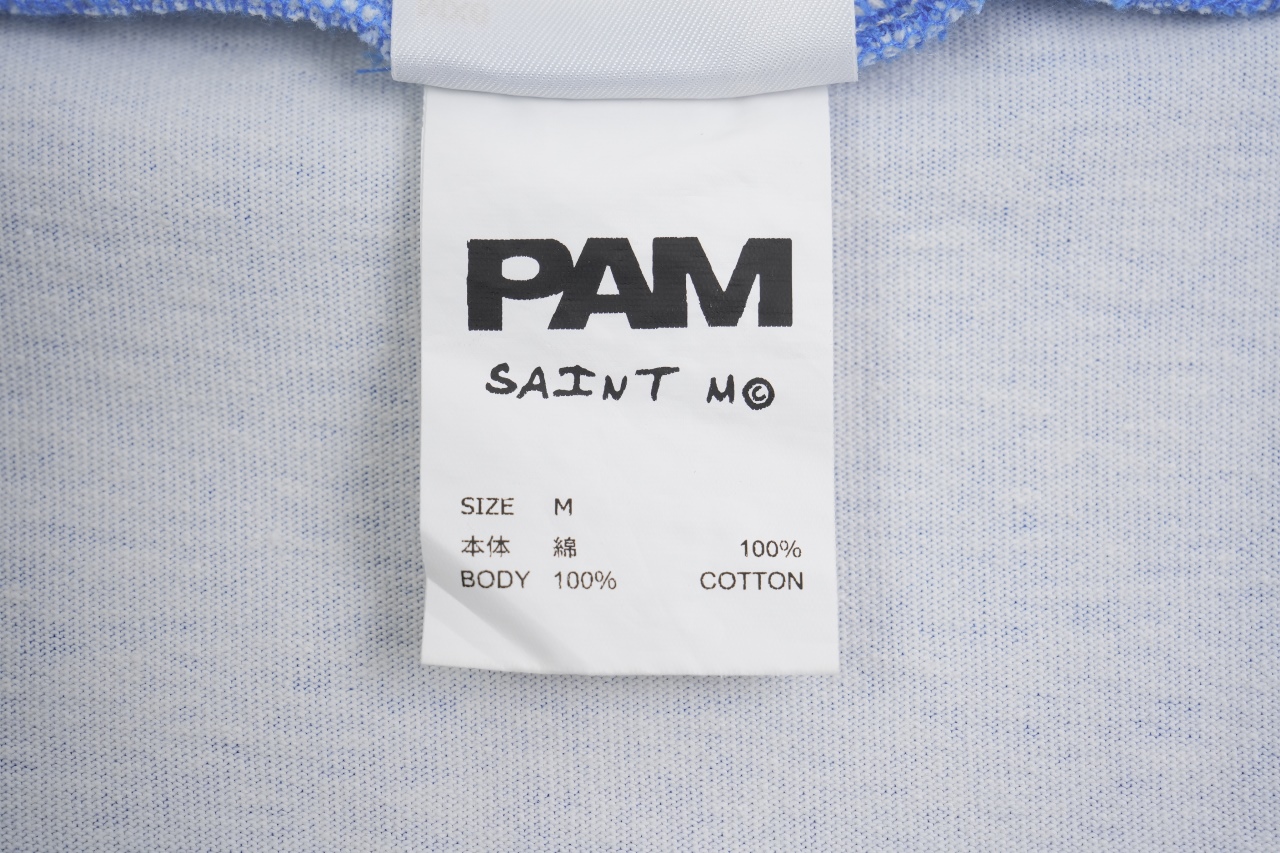 PAM
SAINT M©
SIZE M
本体 綿 100%
BODY 100% COTTON